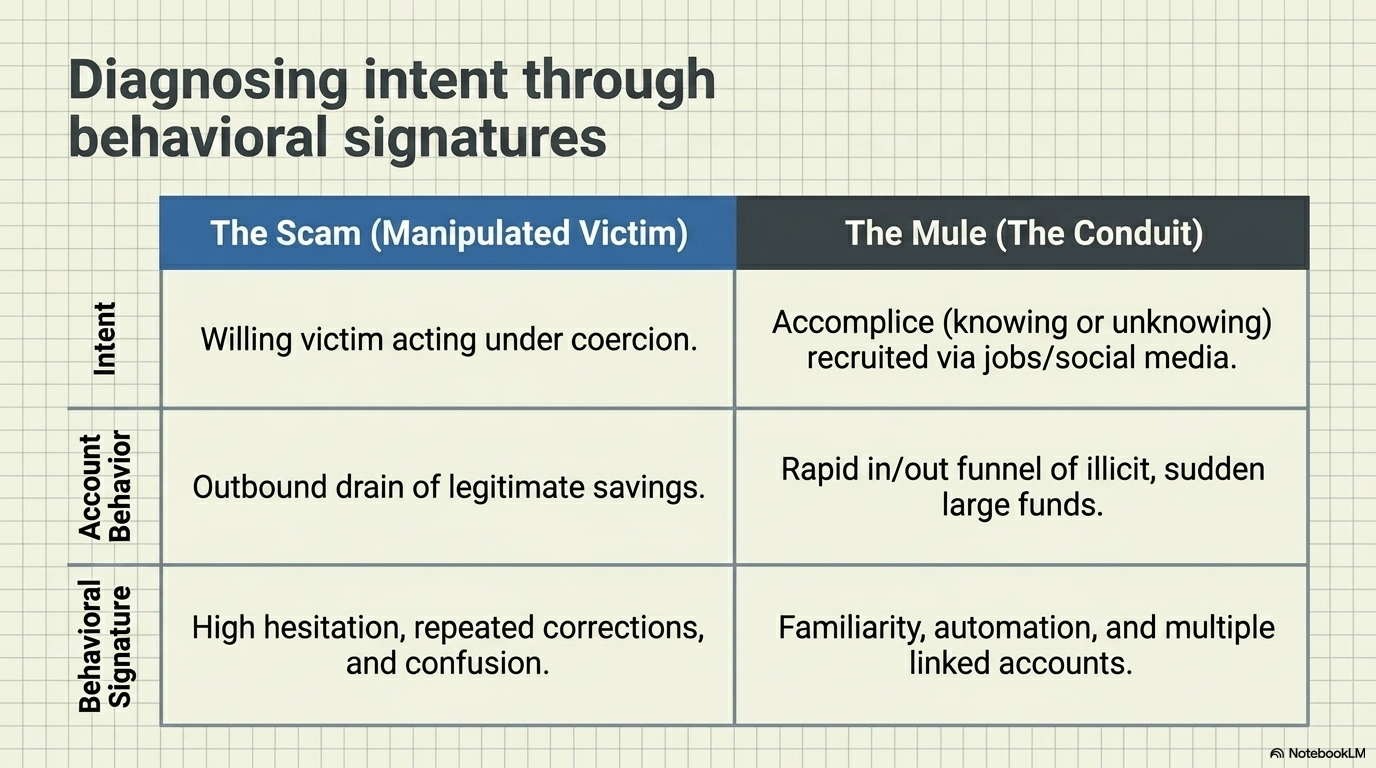 Diagnosing intent through
behavioral signatures
The Scam (Manipulated Victim)
The Mule (The Conduit)
Intent
Willing victim acting under coercion.
Accomplice (knowing or unknowing)
recruited via jobs/social media.
Account
Behavior
Outbound drain of legitimate savings.
Rapid in/out funnel of illicit, sudden
large funds.
Behavioral
Signature
High hesitation, repeated corrections,
and confusion.
Familiarity, automation, and multiple
linked accounts.
NotebookLM